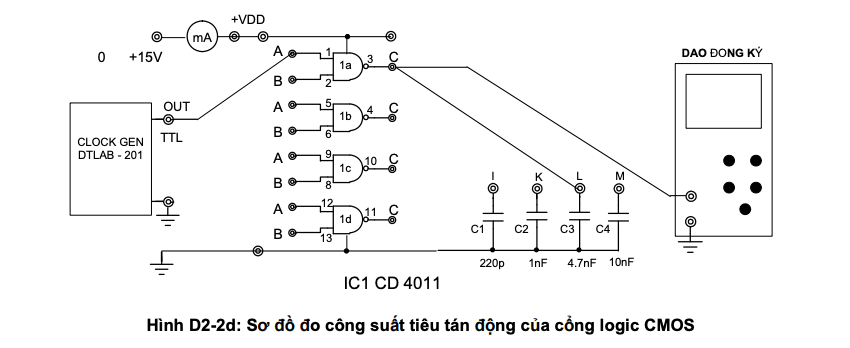 +VDD
mA
0 +15V
A 1 1a 3 C
B 2
A 5 1b 4 C
B 6
A 9 1c 10 C
B 8
A 12 1d 11 C
B 13
OUT
TTL
CLOCK GEN
DTLAB - 201
DAO ĐONG KÝ
I K L M
C1 C2 C3 C4
220p 1nF 4.7nF 10nF
IC1 CD 4011
Hình D2-2d: Sơ đồ đo công suất tiêu tán động của cổng logic CMOS